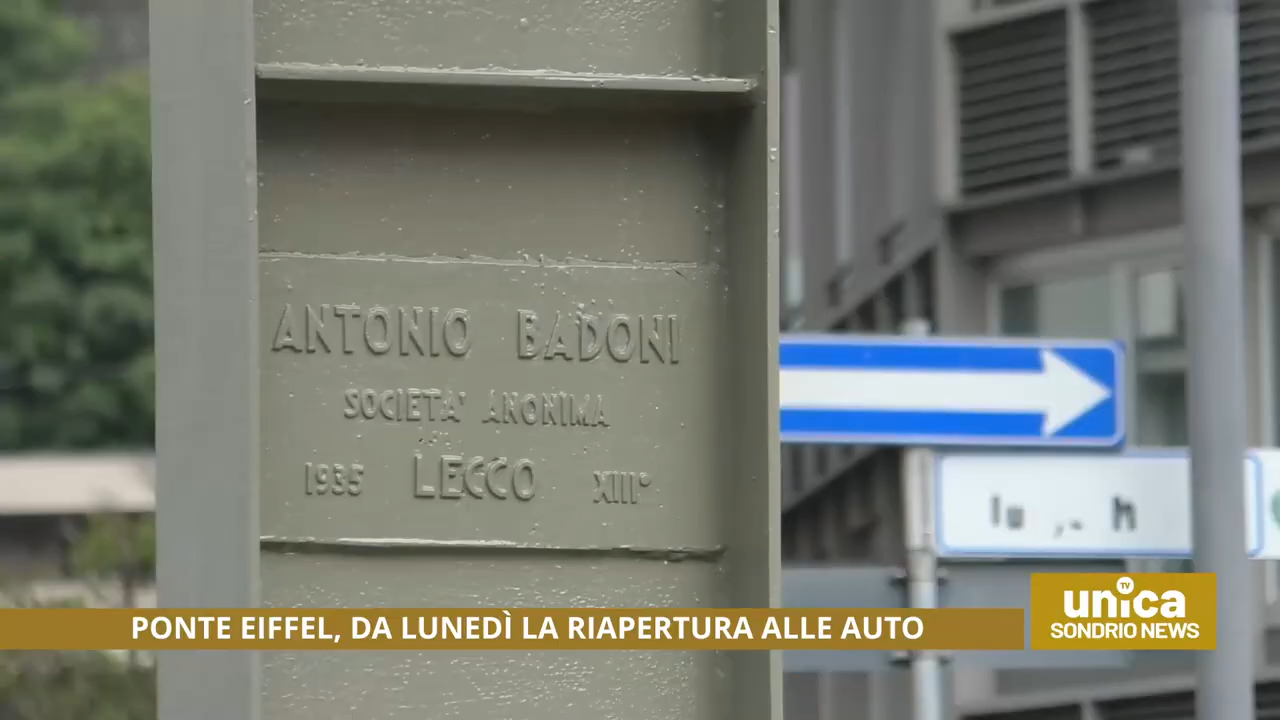 ANTONIO BADONI
SOCIETA' ANONIMA
1935 LECCO XIII°
PONTE EIFFEL, DA LUNEDÌ LA RIAPERTURA ALLE AUTO
unica TV
SONDRIO NEWS